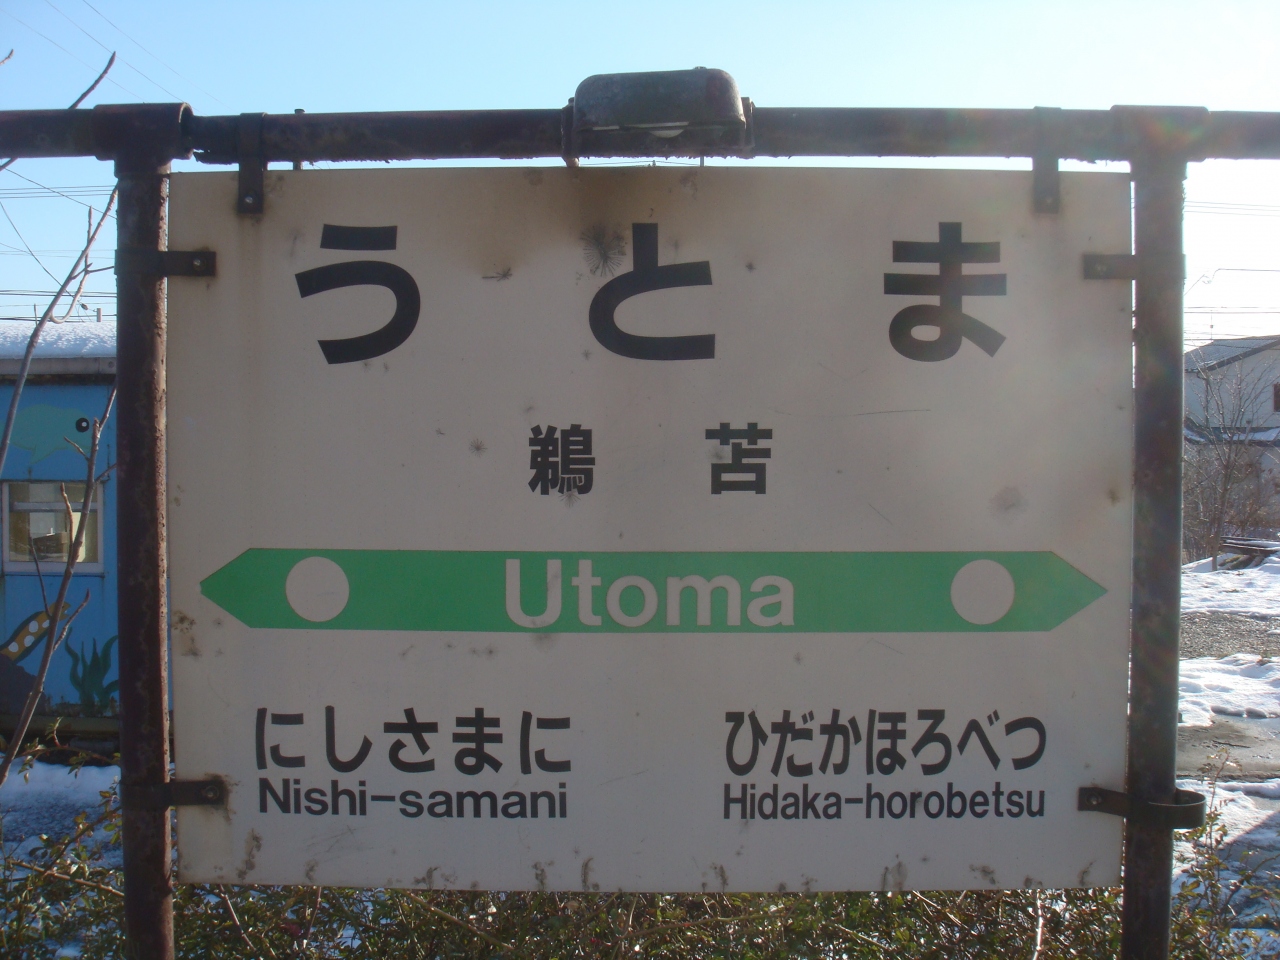 うとま
鵜苫
Utoma
にしさまに
Nishi-samani
ひだかほろべつ
Hidaka-horobetsu